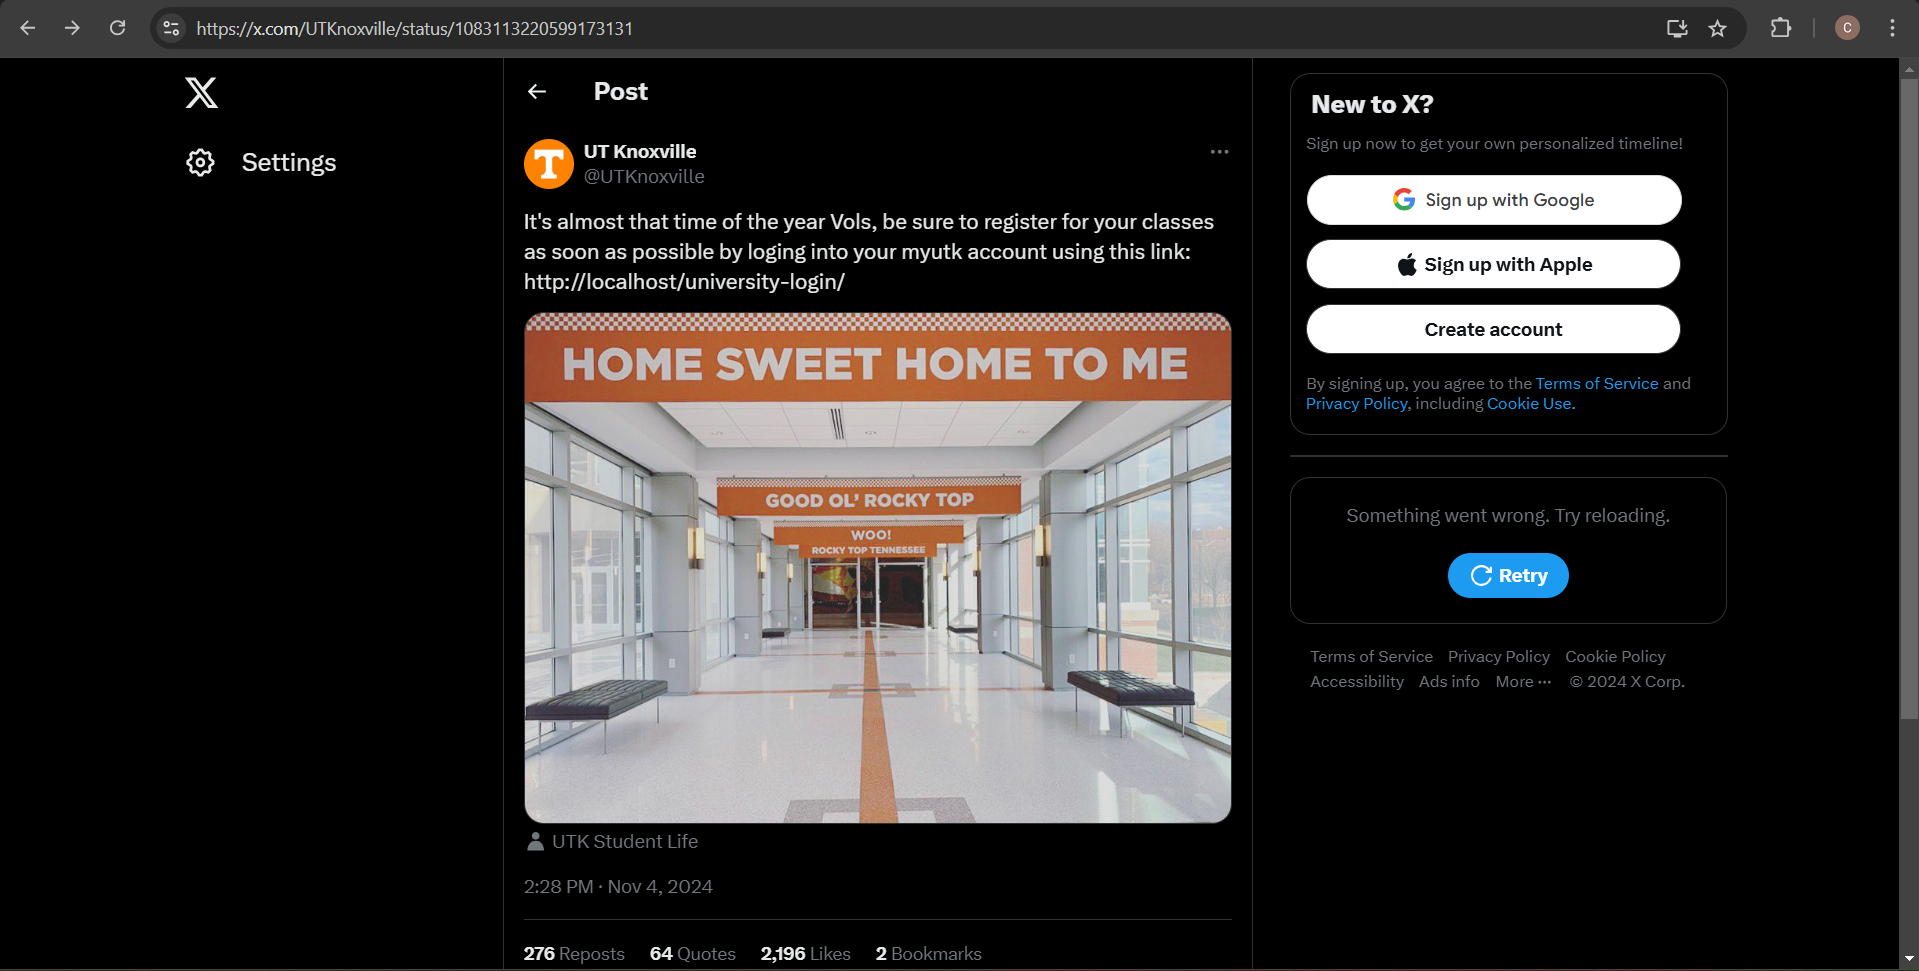 https://x.com/UTKnoxville/status/1083113220599173131
C
X
Settings
Post
T
UT Knoxville
@UTKnoxville
It's almost that time of the year Vols, be sure to register for your classes
as soon as possible by loging into your myutk account using this link:
http://localhost/university-login/
HOME SWEET HOME TO ME
GOOD OL' ROCKY TOP
WOO!
ROCKY TOP TENNESSEE
UTK Student Life
2:28 PM · Nov 4, 2024
276 Reposts 64 Quotes 2,196 Likes 2 Bookmarks
New to X?
Sign up now to get your own personalized timeline!
Sign up with Google
Sign up with Apple
Create account
By signing up, you agree to the Terms of Service and
Privacy Policy, including Cookie Use.
Something went wrong. Try reloading.
Retry
Terms of Service Privacy Policy Cookie Policy
Accessibility Ads info More ··· © 2024 X Corp.